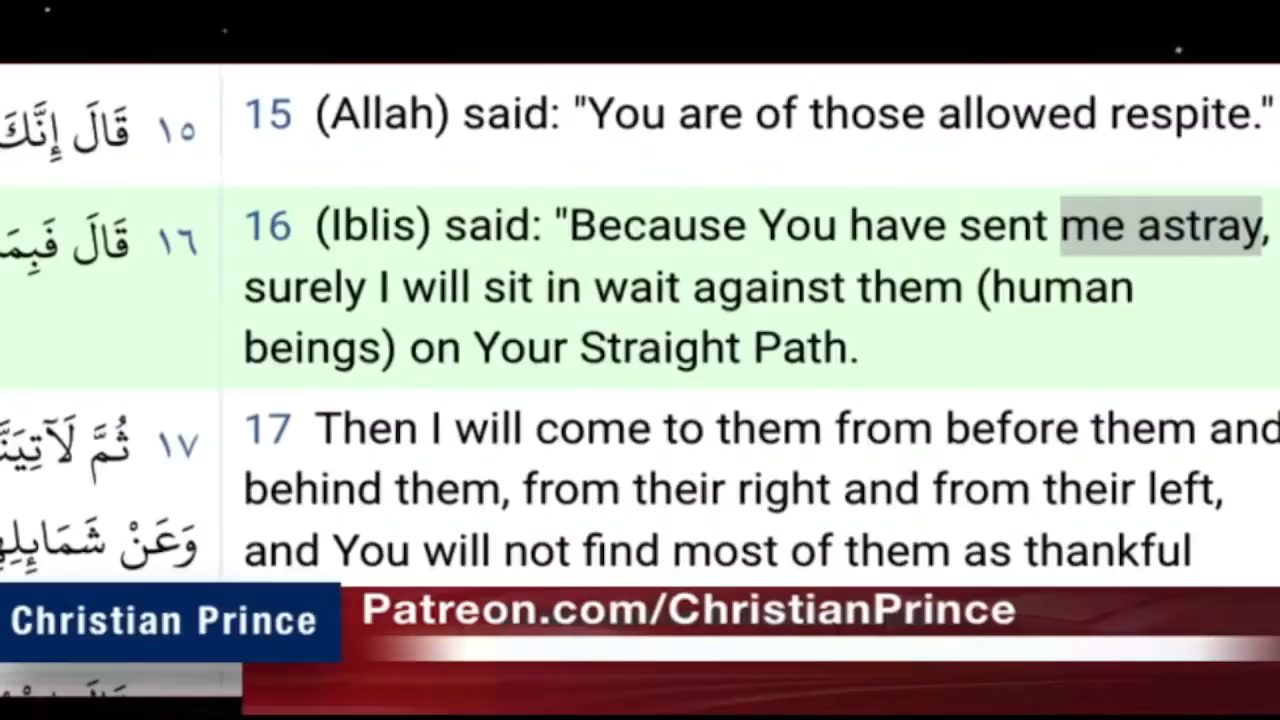 ١٥ قَالَ إِنَّكَ
15 (Allah) said: "You are of those allowed respite."
١٦ قَالَ فَبِمَا
16 (Iblis) said: "Because You have sent me astray,
surely I will sit in wait against them (human
beings) on Your Straight Path.
١٧ ثُمَّ لَآتِيَنَّ
وَعَنْ شَمَائِلِهِ
17 Then I will come to them from before them and
behind them, from their right and from their left,
and You will not find most of them as thankful
Christian Prince
Patreon.com/ChristianPrince